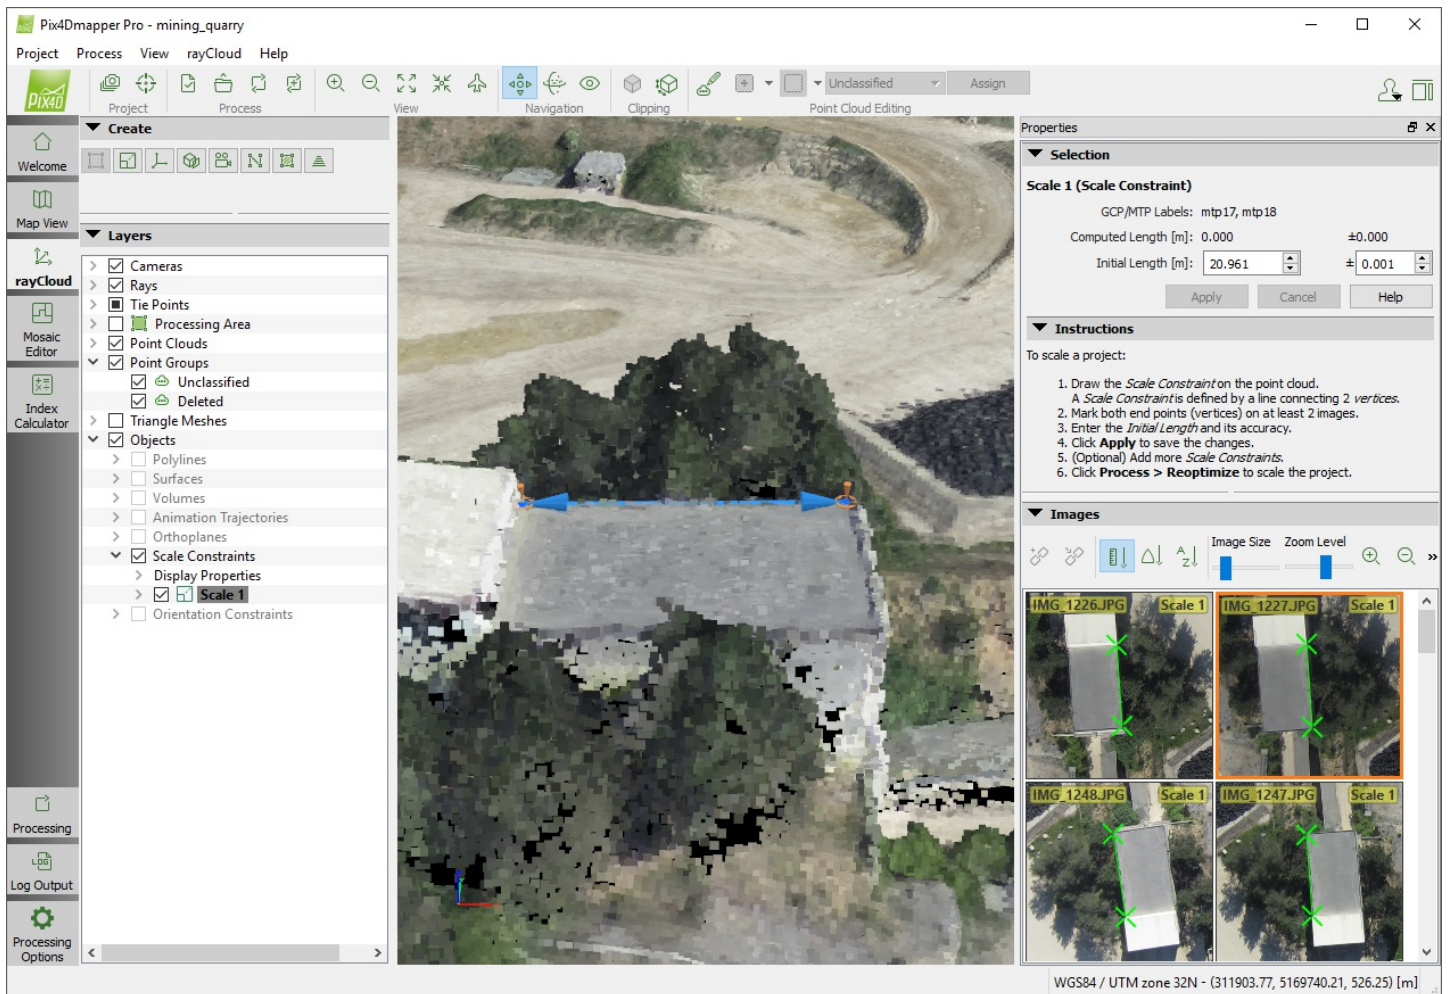 Pix4Dmapper Pro - mining_quarry
Project Process View rayCloud Help
PIX4D
Unclassified Assign
Project Process View Navigation Clipping Point Cloud Editing
Welcome
Map View
rayCloud
Mosaic
Editor
Index
Calculator
Processing
Log Output
LOG
Processing
Options
Create
Layers
Cameras
Rays
Tie Points
Processing Area
Point Clouds
Point Groups
Unclassified
Deleted
Triangle Meshes
Objects
Polylines
Surfaces
Volumes
Animation Trajectories
Orthoplanes
Scale Constraints
Display Properties
Scale 1
Orientation Constraints
Properties
Selection
Scale 1 (Scale Constraint)
GCP/MTP Labels: mtp17, mtp18
Computed Length [m]: 0.000 ±0.000
Initial Length [m]: 20.961 ± 0.001
Apply Cancel Help
Instructions
To scale a project:
1. Draw the Scale Constraint on the point cloud.
A Scale Constraint is defined by a line connecting 2 vertices.
2. Mark both end points (vertices) on at least 2 images.
3. Enter the Initial Length and its accuracy.
4. Click Apply to save the changes.
5. (Optional) Add more Scale Constraints.
6. Click Process > Reoptimize to scale the project.
Images
A Z Image Size Zoom Level »
IMG_1226.JPG Scale 1 IMG_1227.JPG Scale 1
IMG_1248.JPG Scale 1 IMG_1247.JPG Scale 1
WGS84 / UTM zone 32N - (311903.77, 5169740.21, 526.25) [m]